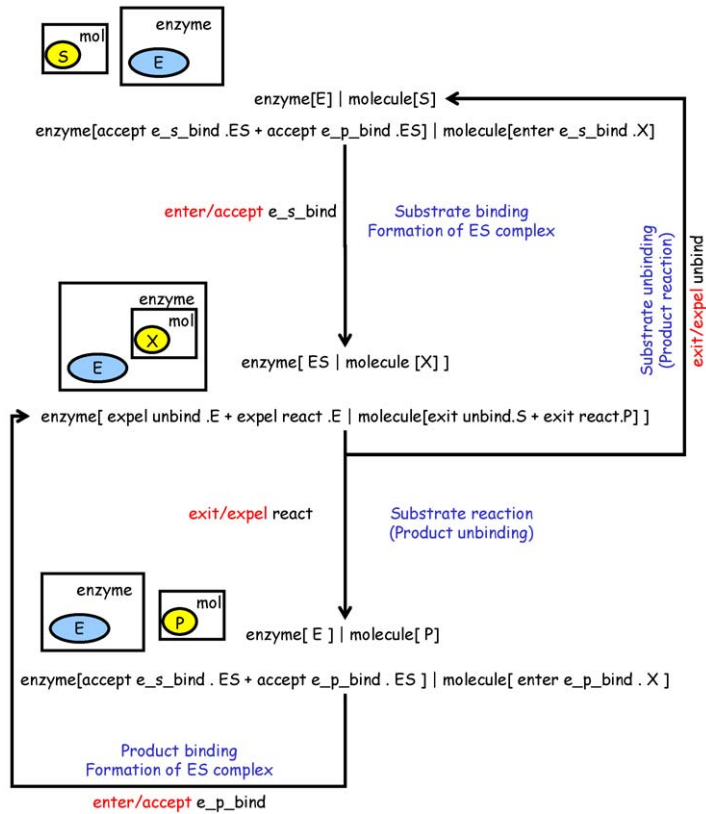 mol
S
enzyme
E
enzyme[E] | molecule[S]
enzyme[accept e_s_bind .ES + accept e_p_bind .ES] | molecule[enter e_s_bind .X]
enter/accept e_s_bind
Substrate binding
Formation of ES complex
Substrate unbinding
(Product reaction)
exit/expel unbind
enzyme
mol
X
E
enzyme[ ES | molecule [X] ]
enzyme[ expel unbind .E + expel react .E | molecule[exit unbind.S + exit react.P] ]
exit/expel react
Substrate reaction
(Product unbinding)
enzyme
E
mol
P
enzyme[ E ] | molecule[ P]
enzyme[accept e_s_bind . ES + accept e_p_bind . ES ] | molecule[ enter e_p_bind . X ]
Product binding
Formation of ES complex
enter/accept e_p_bind